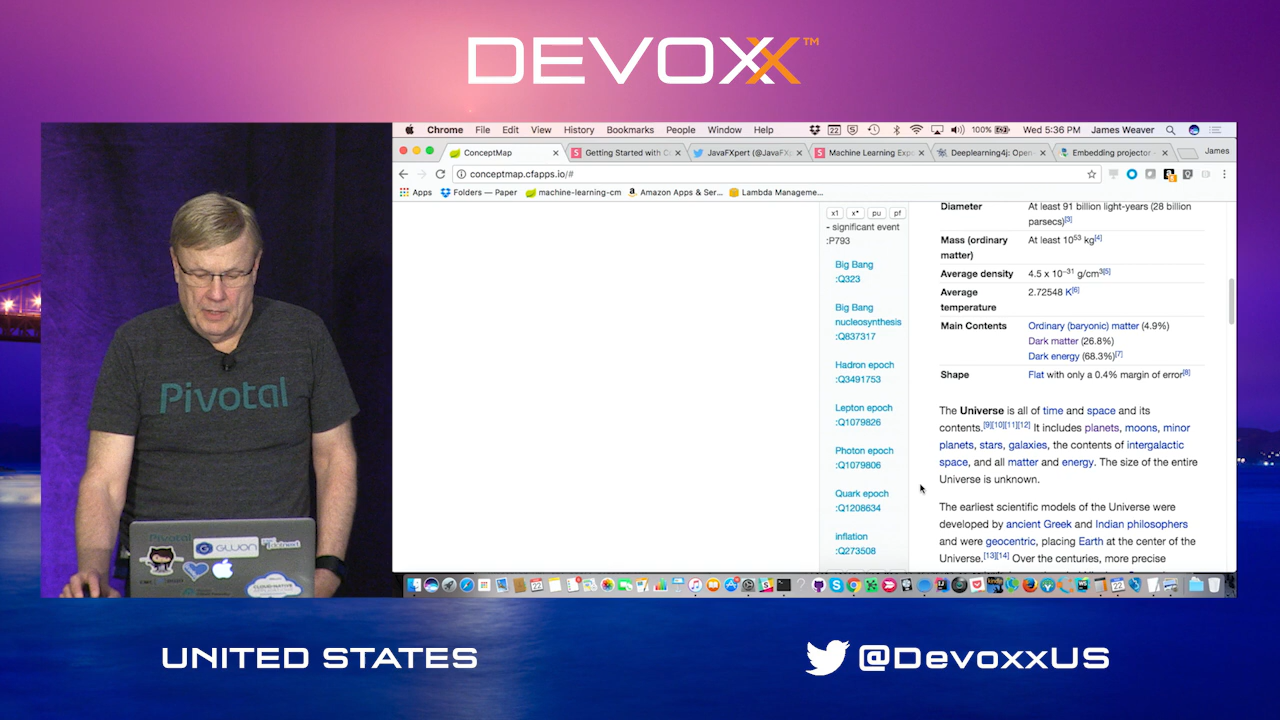 DEVOXX™
Chrome File Edit View History Bookmarks People Window Help 22 100% Wed 5:36 PM James Weaver
ConceptMap Getting Started with C JavaFXpert (@JavaFX Machine Learning Exp Deeplearning4j: Open- Embedding projector - James
conceptmap.cfapps.io/#
Apps Folders — Paper machine-learning-cm Amazon Apps & Ser... Lambda Manageme...
x1 x* pu pf
- significant event
:P793
Big Bang
:Q323
Big Bang
nucleosynthesis
:Q837317
Hadron epoch
:Q3491753
Lepton epoch
:Q1079826
Photon epoch
:Q1079806
Quark epoch
:Q1208634
inflation
:Q273508
Diameter At least 91 billion light-years (28 billion
parsecs)[3]
Mass (ordinary At least 10⁵³ kg[4]
matter)
Average density 4.5 x 10⁻³¹ g/cm³[5]
Average 2.72548 K[6]
temperature
Main Contents Ordinary (baryonic) matter (4.9%)
Dark matter (26.8%)
Dark energy (68.3%)[7]
Shape Flat with only a 0.4% margin of error[8]
The Universe is all of time and space and its
contents.[9][10][11][12] It includes planets, moons, minor
planets, stars, galaxies, the contents of intergalactic
space, and all matter and energy. The size of the entire
Universe is unknown.
The earliest scientific models of the Universe were
developed by ancient Greek and Indian philosophers
and were geocentric, placing Earth at the center of the
Universe.[13][14] Over the centuries, more precise
Pivotal
Pivotal
GLUON
CLOUD-NATIVE
UNITED STATES
@DevoxxUS